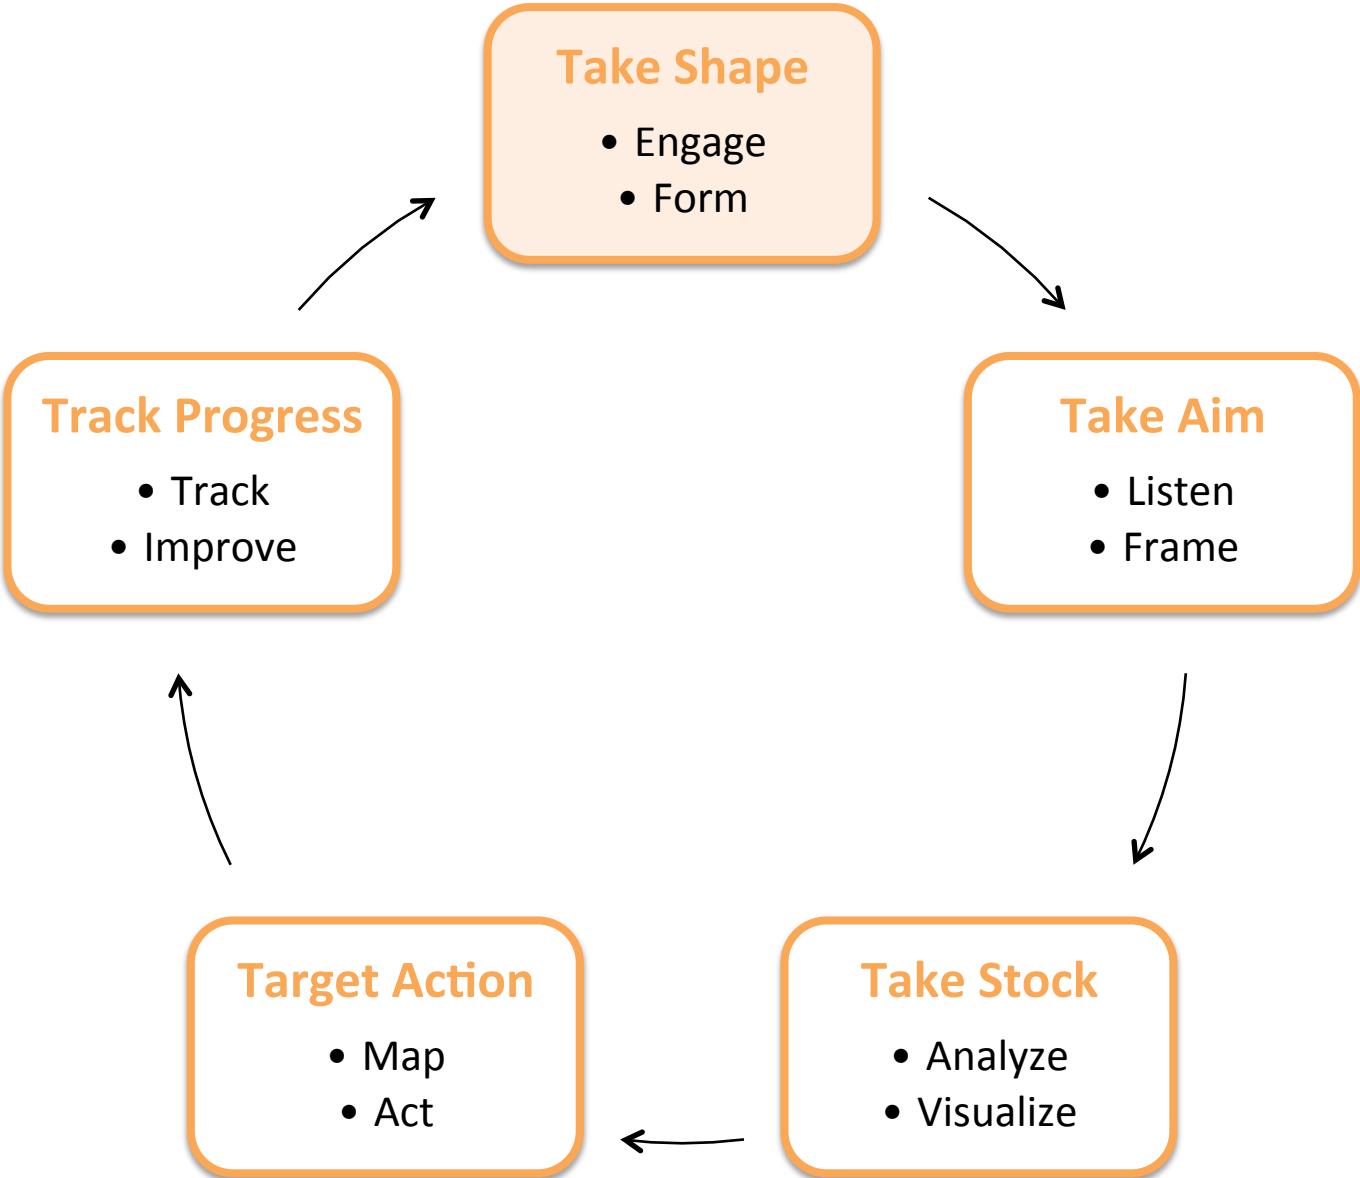 Take Shape
• Engage
• Form
Take Aim
• Listen
• Frame
Take Stock
• Analyze
• Visualize
Target Action
• Map
• Act
Track Progress
• Track
• Improve